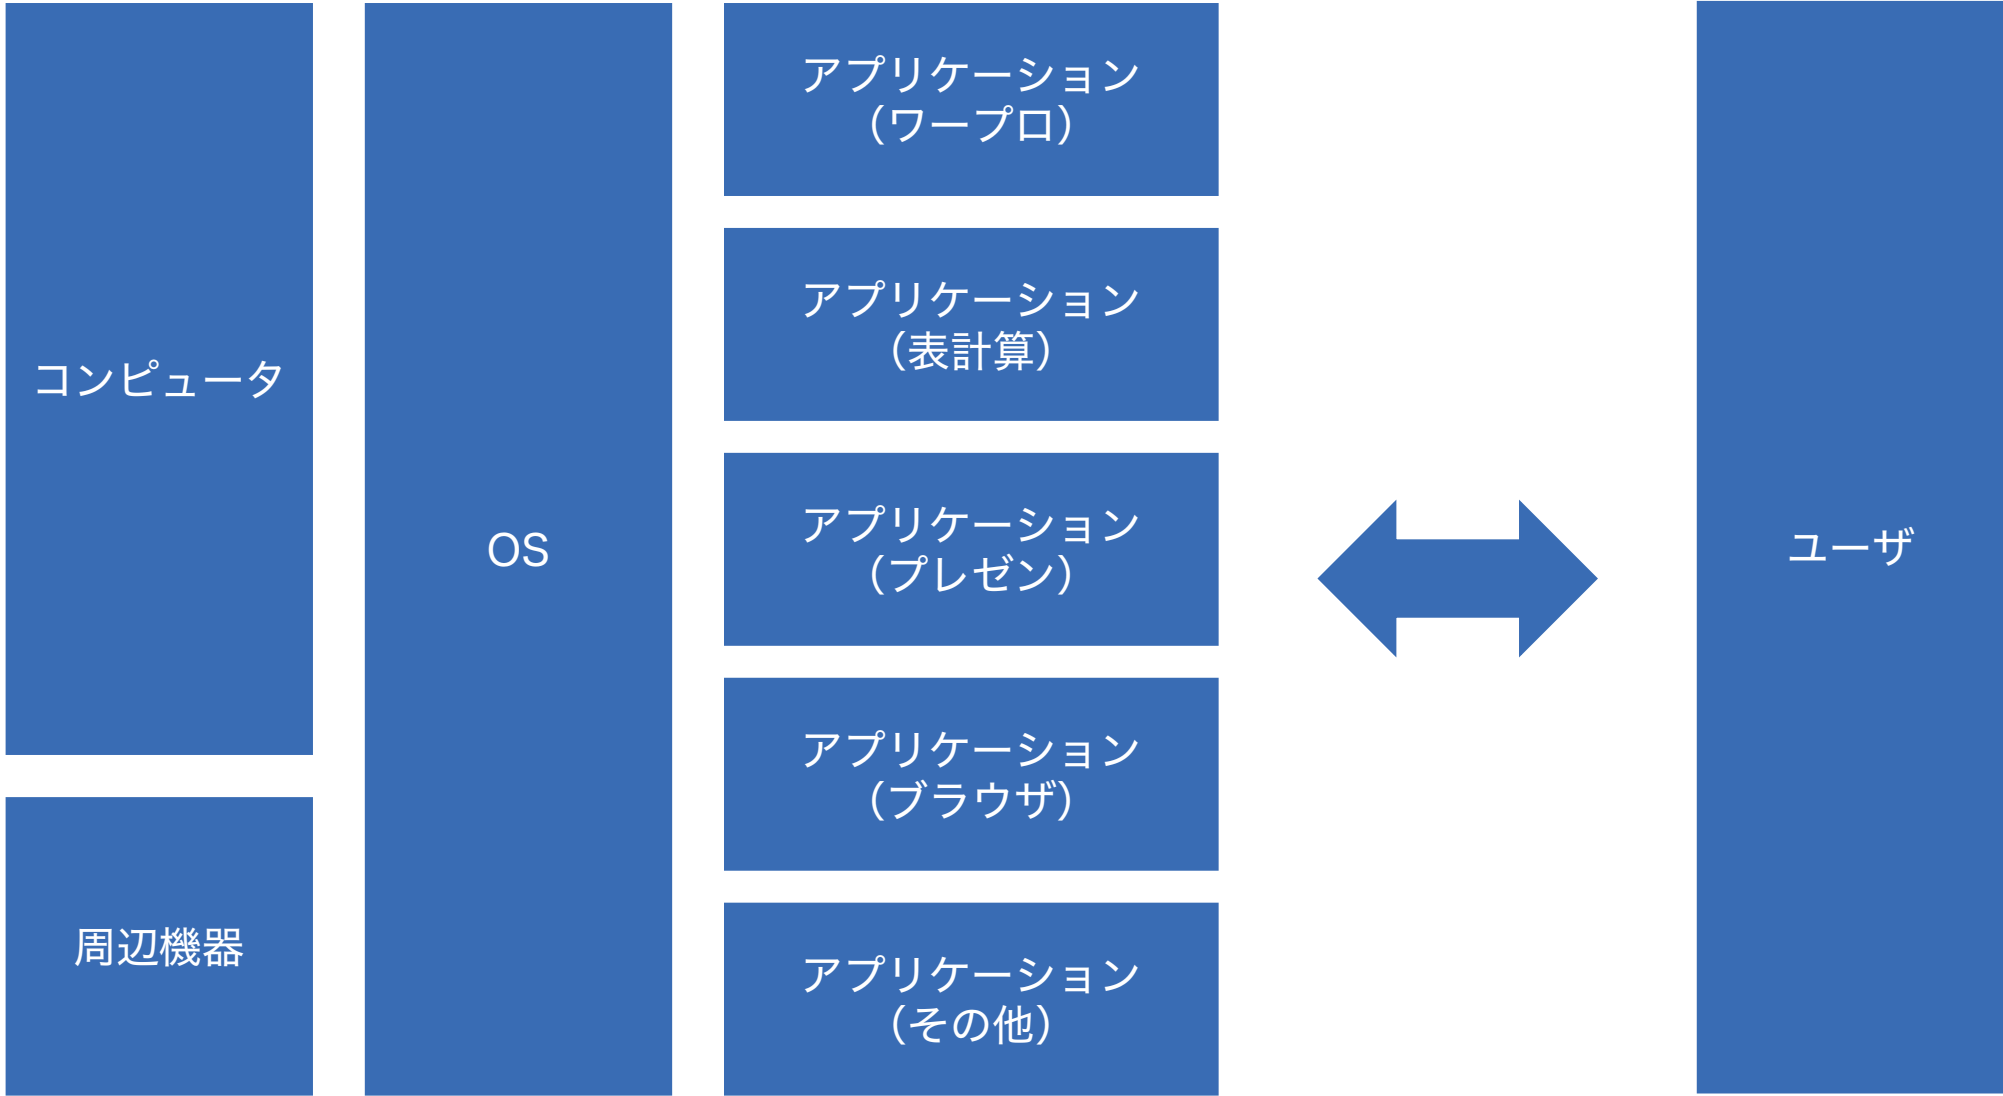 コンピュータ
周辺機器
OS
アプリケーション
（ワープロ）
アプリケーション
（表計算）
アプリケーション
（プレゼン）
アプリケーション
（ブラウザ）
アプリケーション
（その他）
ユーザ